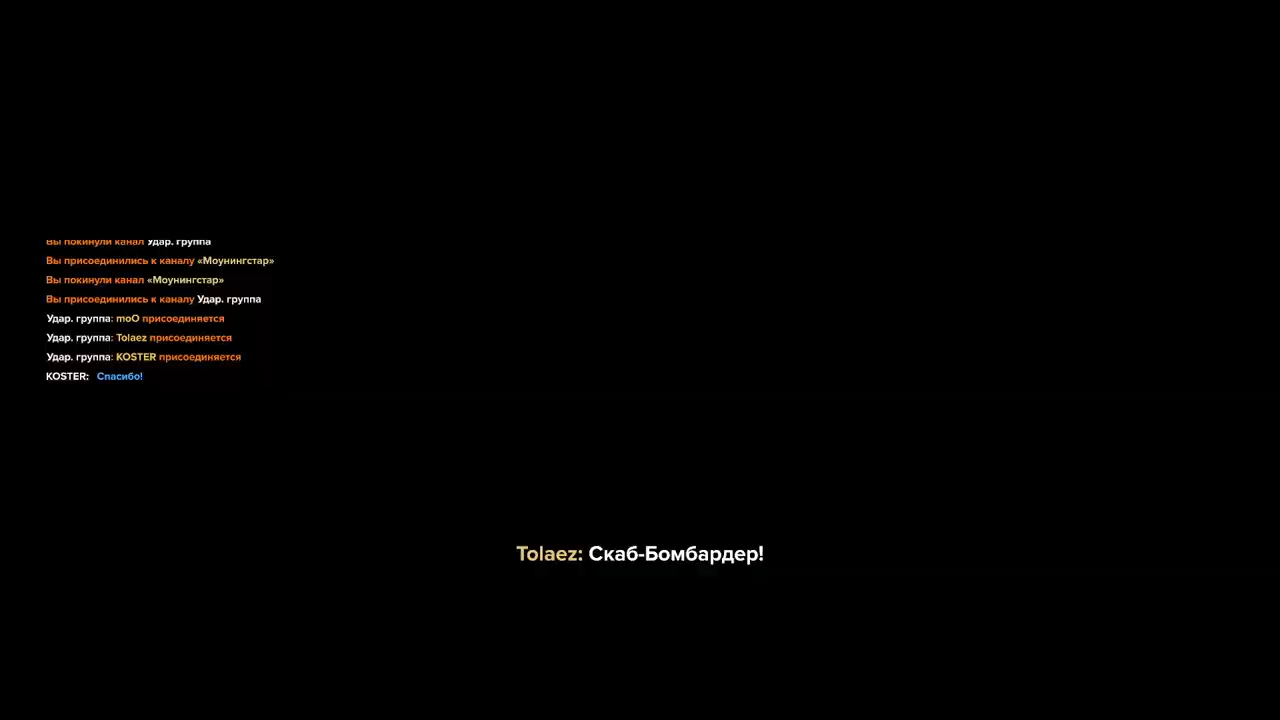 Вы покинули канал Удар. группа
Вы присоединились к каналу «Моунингстар»
Вы покинули канал «Моунингстар»
Вы присоединились к каналу Удар. группа
Удар. группа: moO присоединяется
Удар. группа: Tolaez присоединяется
Удар. группа: KOSTER присоединяется
KOSTER: Спасибо!
Tolaez: Скаб-Бомбардер!